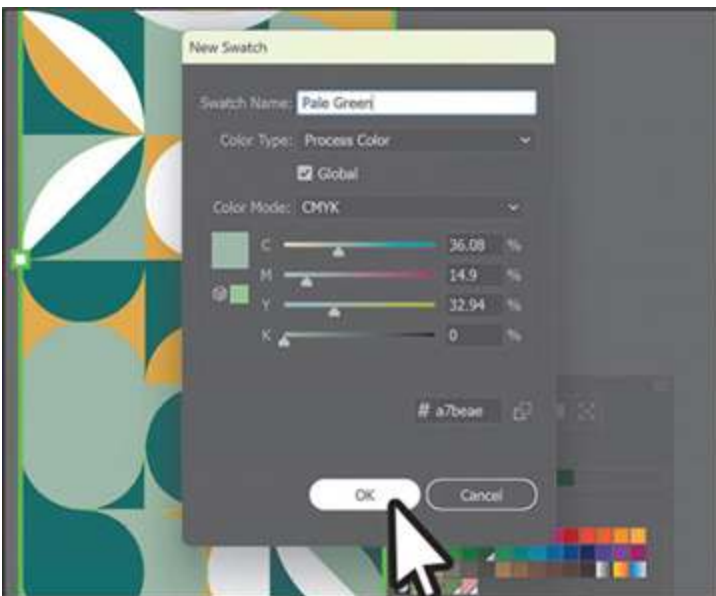 New Swatch
Swatch Name: Pale Green
Color Type: Process Color
Global
Color Mode: CMYK
C 36.08 %
M 14.9 %
Y 32.94 %
K 0 %
# a7beae
OK Cancel